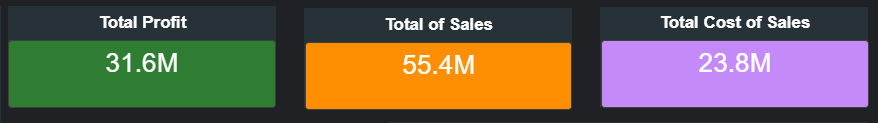 Total Profit
31.6M
Total of Sales
55.4M
Total Cost of Sales
23.8M